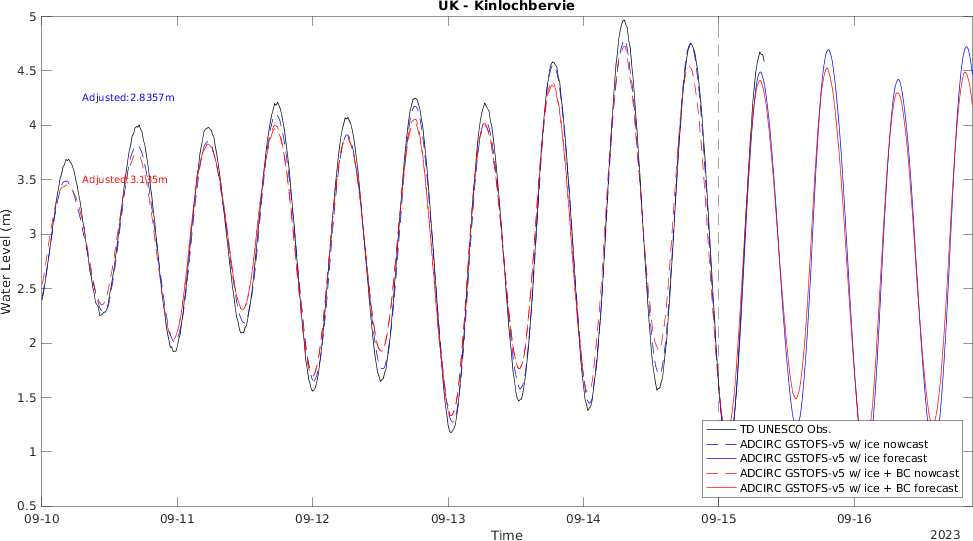 UK - Kinlochbervie
5
4.5
4
3.5
3
2.5
2
1.5
1
0.5
Water Level (m)
Adjusted:2.8357m
Adjusted:3.135m
TD UNESCO Obs.
ADCIRC GSTOFS-v5 w/ ice nowcast
ADCIRC GSTOFS-v5 w/ ice forecast
ADCIRC GSTOFS-v5 w/ ice + BC nowcast
ADCIRC GSTOFS-v5 w/ ice + BC forecast
09-10 09-11 09-12 09-13 09-14 09-15 09-16
Time
2023